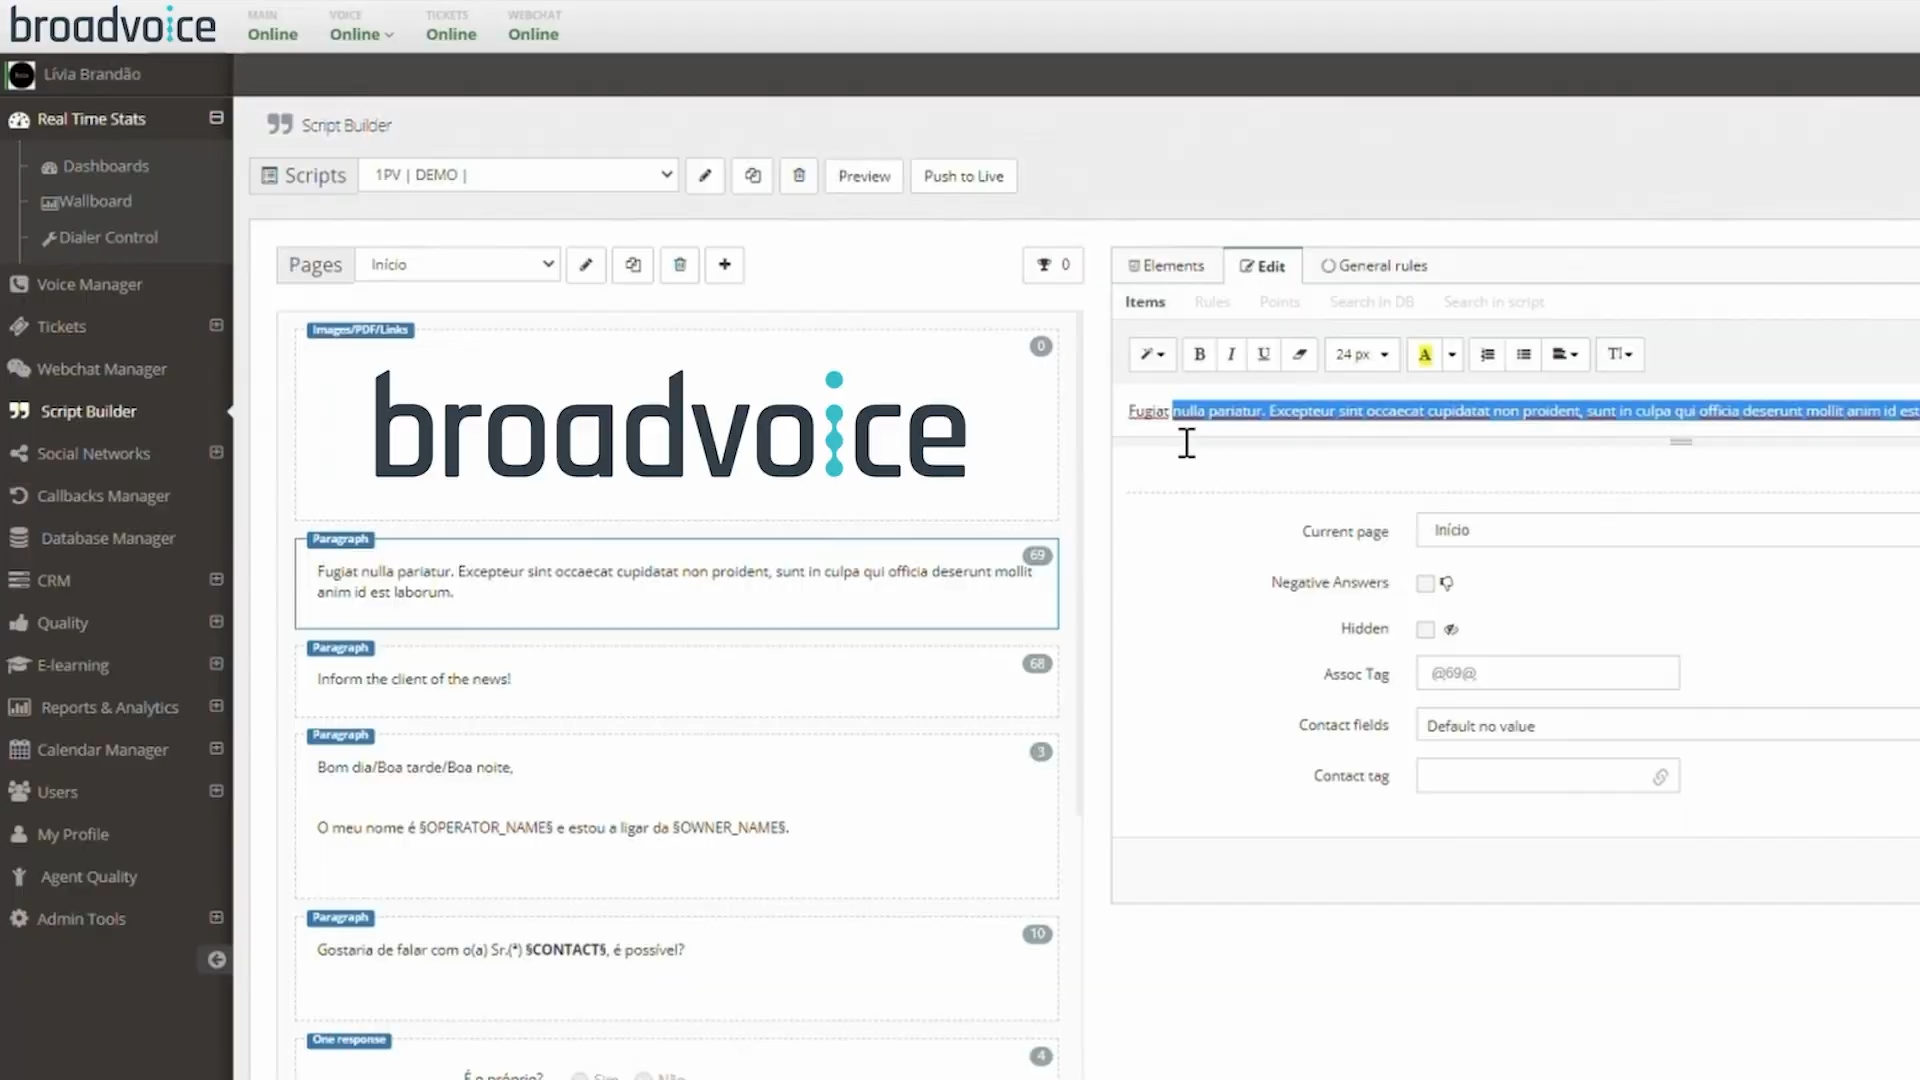 broadvoice
MAIN
Online
VOICE
Online
TICKETS
Online
WEBCHAT
Online
Lívia Brandão
Real Time Stats
Dashboards
Wallboard
Dialer Control
Voice Manager
Tickets
Webchat Manager
Script Builder
Social Networks
Callbacks Manager
Database Manager
CRM
Quality
E-learning
Reports & Analytics
Calendar Manager
Users
My Profile
Agent Quality
Admin Tools
Script Builder
Scripts
1PV | DEMO |
Preview
Push to Live
Pages
Início
0
Images/PDF/Links
0
broadvoice
Paragraph
69
Fugiat nulla pariatur. Excepteur sint occaecat cupidatat non proident, sunt in culpa qui officia deserunt mollit
anim id est laborum.
Paragraph
68
Inform the client of the news!
Paragraph
3
Bom dia/Boa tarde/Boa noite,
O meu nome é §OPERATOR_NAME§ e estou a ligar da §OWNER_NAME§.
Paragraph
10
Gostaria de falar com o(a) Sr.(*) §CONTACT§, é possível?
One response
4
É o próprio? Sim Não
Elements
Edit
General rules
Items
Rules
Points
Search in DB
Search in script
B I U 24 px A
Fugiat nulla pariatur. Excepteur sint occaecat cupidatat non proident, sunt in culpa qui officia deserunt mollit anim id est
Current page
Início
Negative Answers
Hidden
Assoc Tag
@69@
Contact fields
Default no value
Contact tag